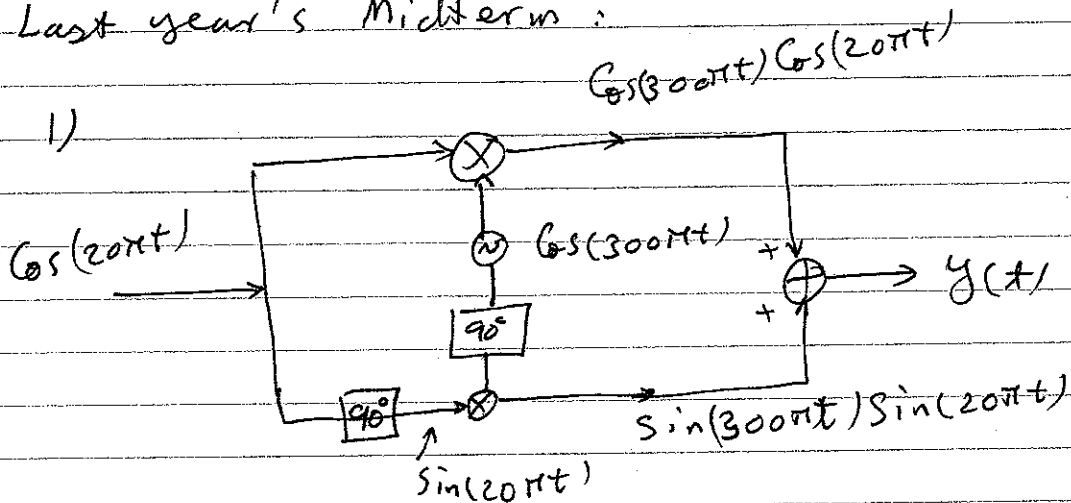 Last year's Midterm :
Cos(300πt) Cos(20πt)
1)
Cos(20πt)
Cos(300πt)
+
y(t)
90°
+
90°
Sin(300πt) Sin(20πt)
Sin(20πt)